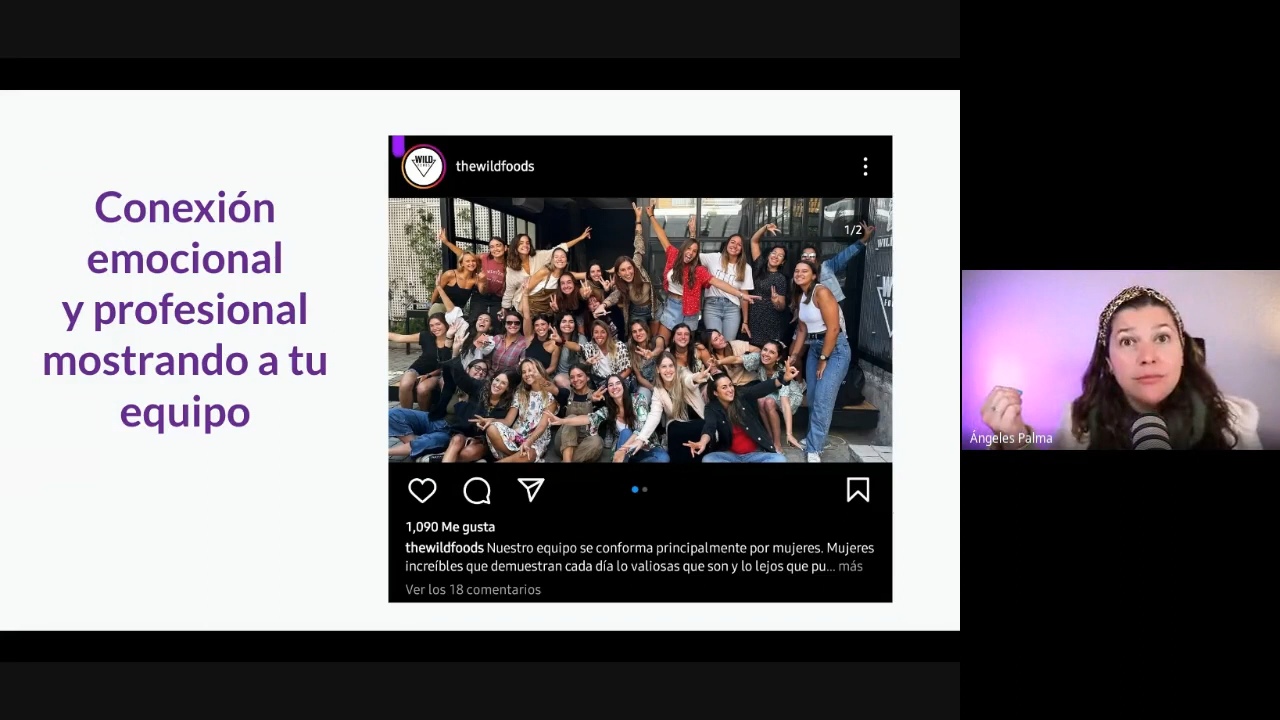 Conexión
emocional
y profesional
mostrando a tu
equipo
WILD
thewildfoods
1/2
1,090 Me gusta
thewildfoods Nuestro equipo se conforma principalmente por mujeres. Mujeres
increíbles que demuestran cada día lo valiosas que son y lo lejos que pu... más
Ver los 18 comentarios
Ángeles Palma